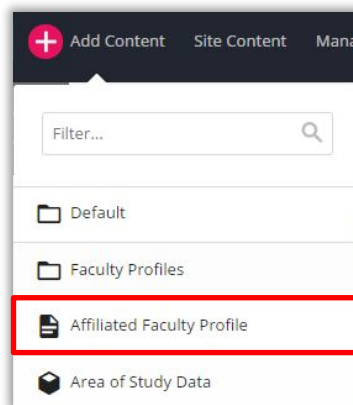 Add Content Site Content
Filter...
Default
Faculty Profiles
Affiliated Faculty Profile
Area of Study Data